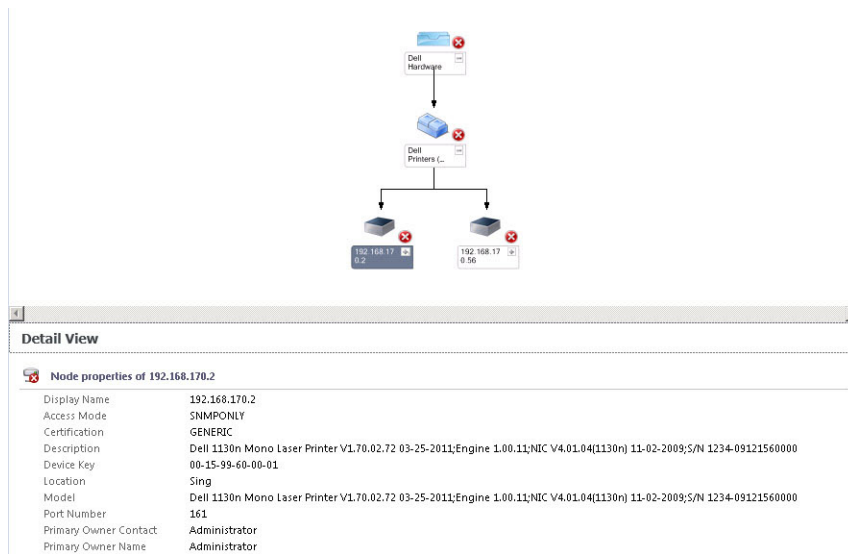 Dell
Hardware
Dell
Printers (...
192.168.17
0.2
192.168.17
0.56
Detail View
Node properties of 192.168.170.2
Display Name 192.168.170.2
Access Mode SNMPONLY
Certification GENERIC
Description Dell 1130n Mono Laser Printer V1.70.02.72 03-25-2011;Engine 1.00.11;NIC V4.01.04(1130n) 11-02-2009;S/N 1234-09121560000
Device Key 00-15-99-60-00-01
Location Sing
Model Dell 1130n Mono Laser Printer V1.70.02.72 03-25-2011;Engine 1.00.11;NIC V4.01.04(1130n) 11-02-2009;S/N 1234-09121560000
Port Number 161
Primary Owner Contact Administrator
Primary Owner Name Administrator